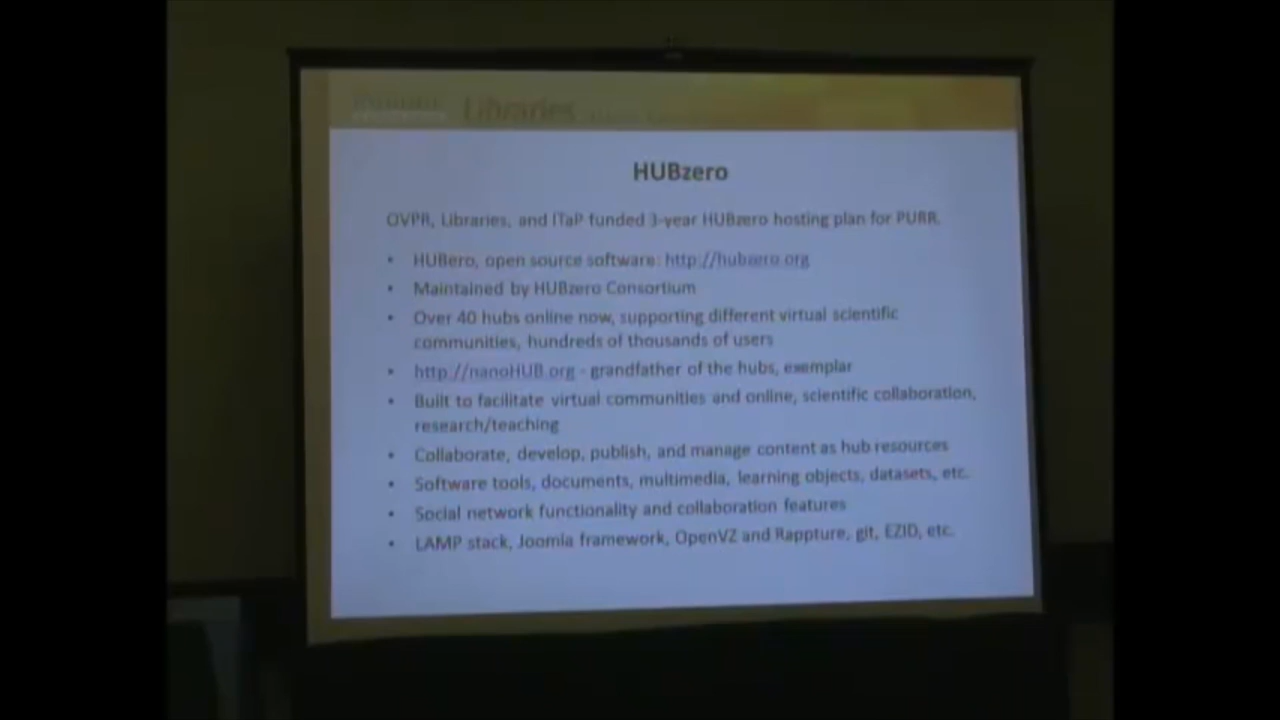 Libraries
HUBzero
OVPR, Libraries, and ITaP funded 3-year HUBzero hosting plan for PURR.
• HUBero, open source software: http://hubzero.org
• Maintained by HUBzero Consortium
• Over 40 hubs online now, supporting different virtual scientific
communities, hundreds of thousands of users
• http://nanoHUB.org - grandfather of the hubs, exemplar
• Built to facilitate virtual communities and online, scientific collaboration,
research/teaching
• Collaborate, develop, publish, and manage content as hub resources
• Software tools, documents, multimedia, learning objects, datasets, etc.
• Social network functionality and collaboration features
• LAMP stack, Joomla framework, OpenVZ and Rappture, git, EZID, etc.